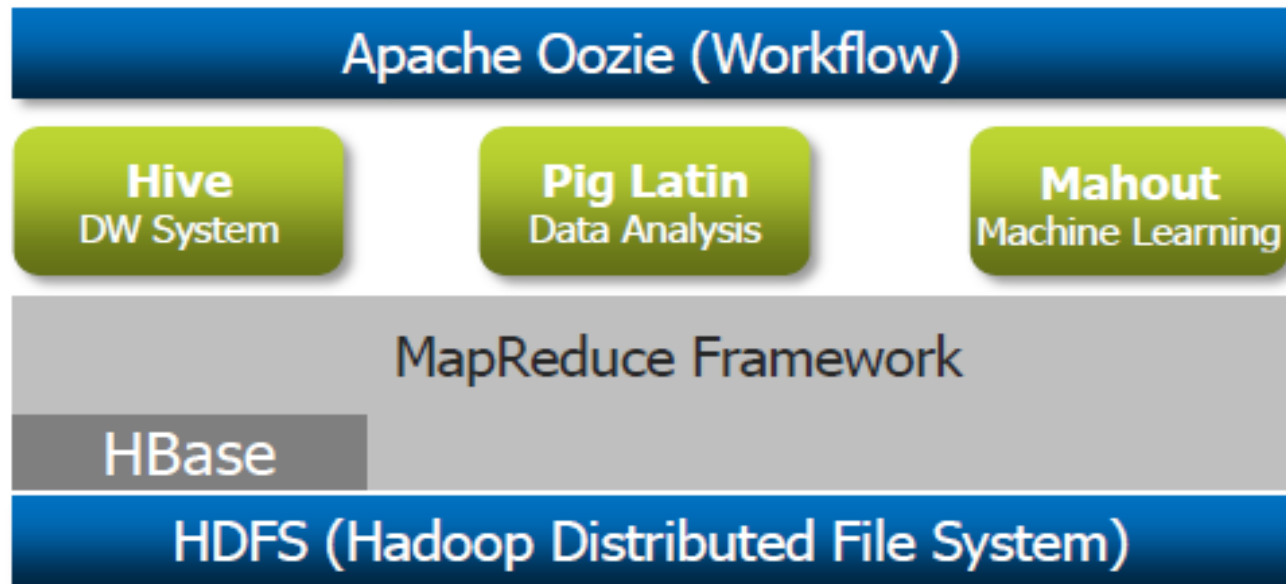 Apache Oozie (Workflow)
Hive
DW System
Pig Latin
Data Analysis
Mahout
Machine Learning
MapReduce Framework
HBase
HDFS (Hadoop Distributed File System)